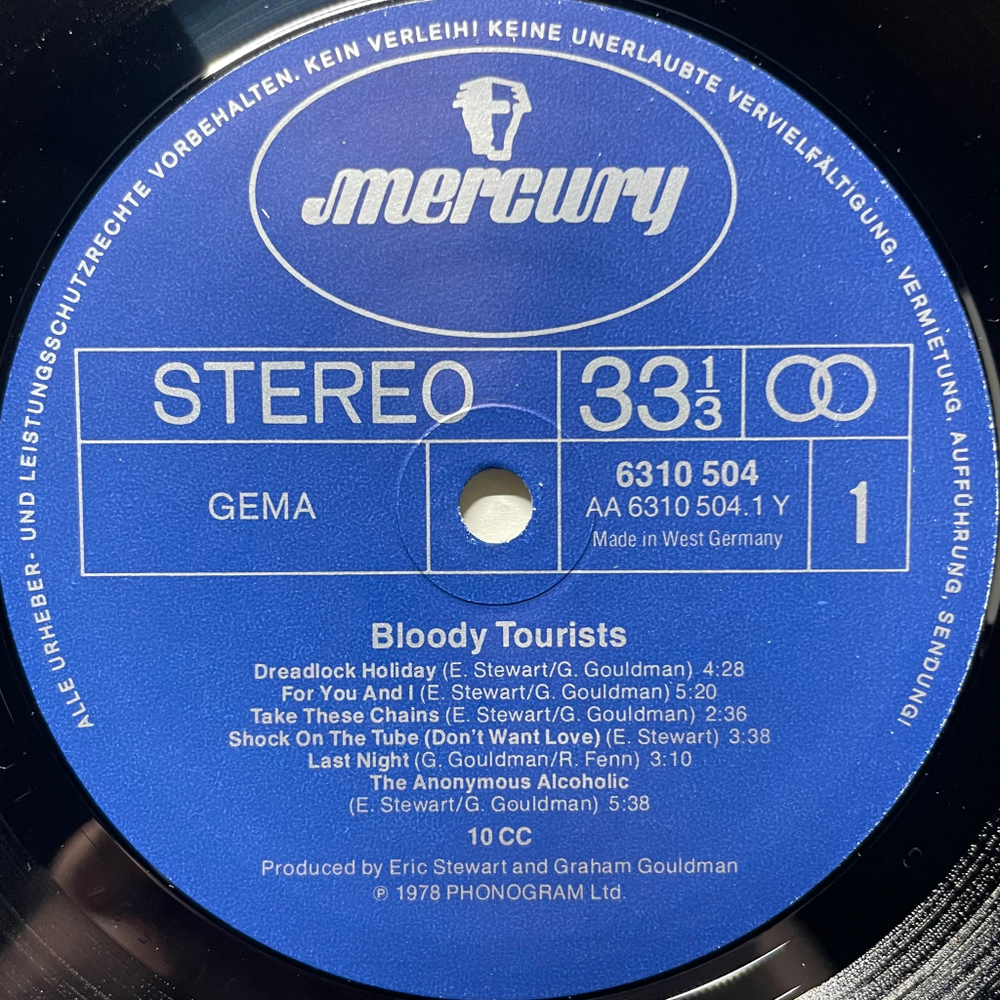 ALLE URHEBER- UND LEISTUNGSSCHUTZRECHTE VORBEHALTEN. KEIN VERLEIH! KEINE UNERLAUBTE VERVIELFÄLTIGUNG, VERMIETUNG, AUFFÜHRUNG, SENDUNG!
mercury
STEREO 33 1/3
GEMA
6310 504
AA 6310 504.1 Y
Made in West Germany
1
Bloody Tourists
Dreadlock Holiday (E. Stewart/G. Gouldman) 4:28
For You And I (E. Stewart/G. Gouldman) 5:20
Take These Chains (E. Stewart/G. Gouldman) 2:36
Shock On The Tube (Don't Want Love) (E. Stewart) 3:38
Last Night (G. Gouldman/R. Fenn) 3:10
The Anonymous Alcoholic
(E. Stewart/G. Gouldman) 5:38
10 CC
Produced by Eric Stewart and Graham Gouldman
℗ 1978 PHONOGRAM Ltd.